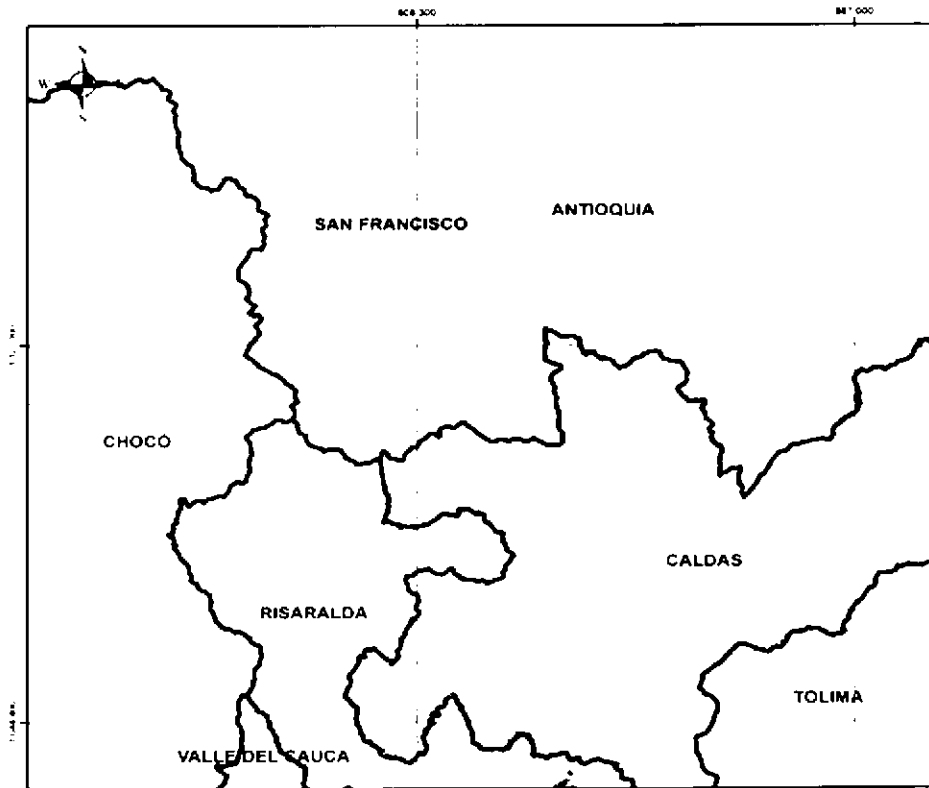 W
SAN FRANCISCO
ANTIOQUIA
CHOCÓ
CALDAS
RISARALDA
TOLIMA
VALLE DEL CAUCA